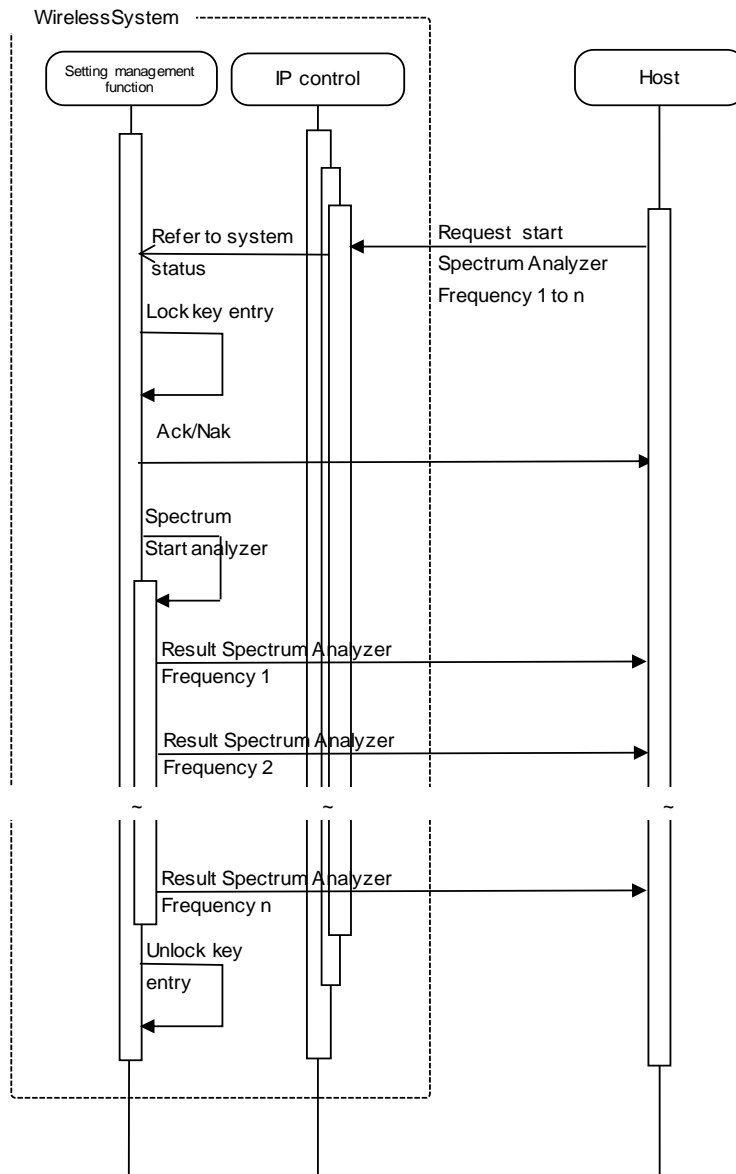 WirelessSystem
Setting management
function
IP control
Host
Refer to system
status
Request start
Spectrum Analyzer
Frequency 1 to n
Lock key entry
Ack/Nak
Spectrum
Start analyzer
Result Spectrum Analyzer
Frequency 1
Result Spectrum Analyzer
Frequency 2
~ ~ ~
Result Spectrum Analyzer
Frequency n
Unlock key
entry